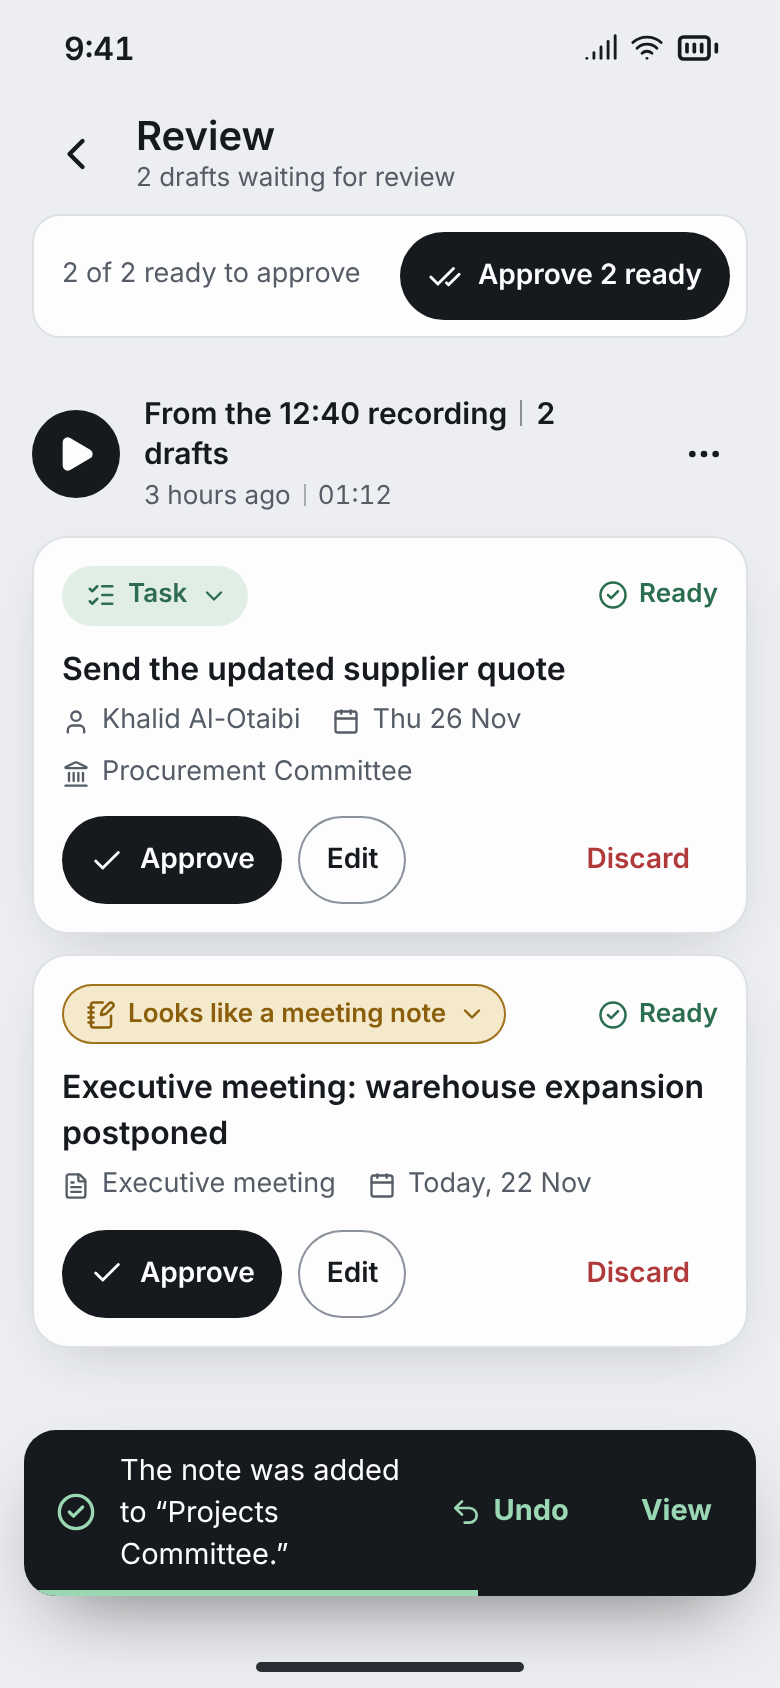 9:41
Review
2 drafts waiting for review
2 of 2 ready to approve
Approve 2 ready
From the 12:40 recording | 2
drafts
3 hours ago | 01:12
Task
Ready
Send the updated supplier quote
Khalid Al-Otaibi
Thu 26 Nov
Procurement Committee
Approve
Edit
Discard
Looks like a meeting note
Ready
Executive meeting: warehouse expansion
postponed
Executive meeting
Today, 22 Nov
Approve
Edit
Discard
The note was added
to “Projects
Committee.”
Undo
View